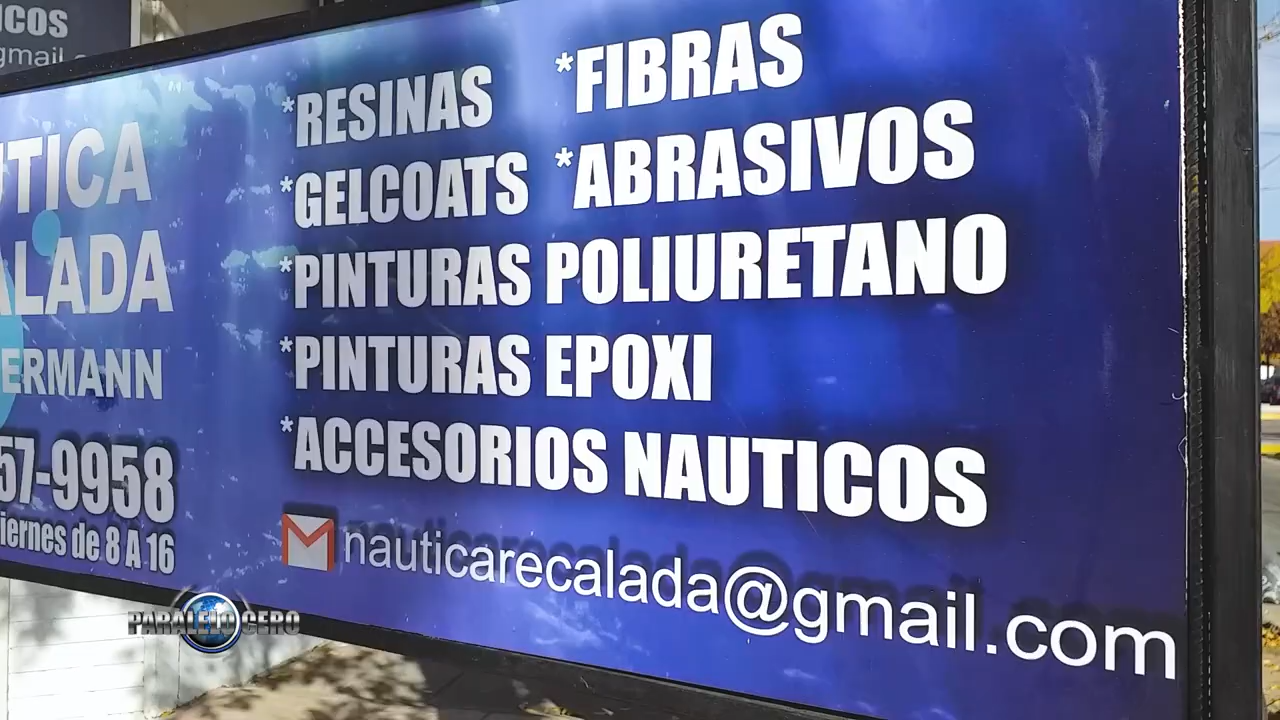 ICOS
gmail.c
UTICA
ALADA
ERMANN
57-9958
iernes de 8 A 16
*RESINAS *FIBRAS
*GELCOATS *ABRASIVOS
*PINTURAS POLIURETANO
*PINTURAS EPOXI
*ACCESORIOS NAUTICOS
nauticarecalada@gmail.com
PARALELO CERO